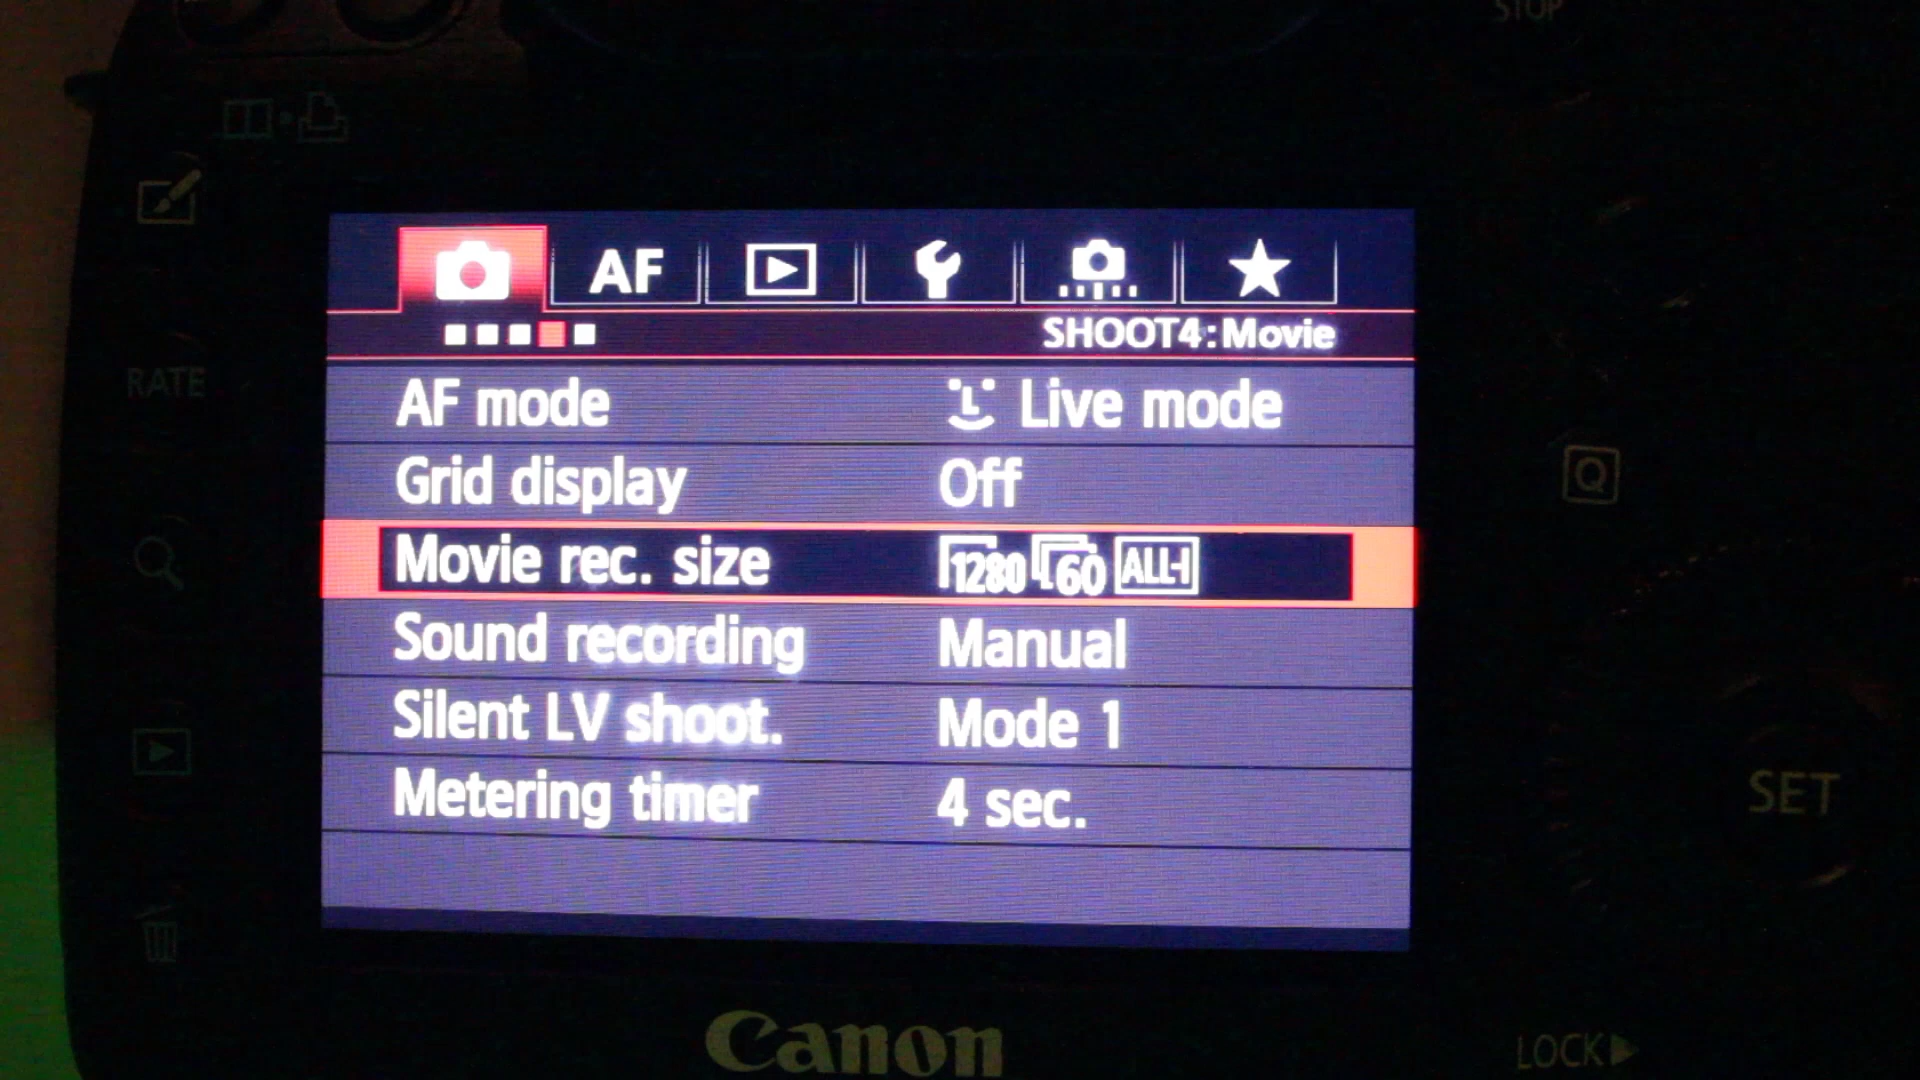 STOP
AF
SHOOT4:Movie
AF mode Live mode
RATE
Grid display Off
Q
Movie rec. size 1280 60 ALL-I
Sound recording Manual
Silent LV shoot. Mode 1
SET
Metering timer 4 sec.
Canon
LOCK